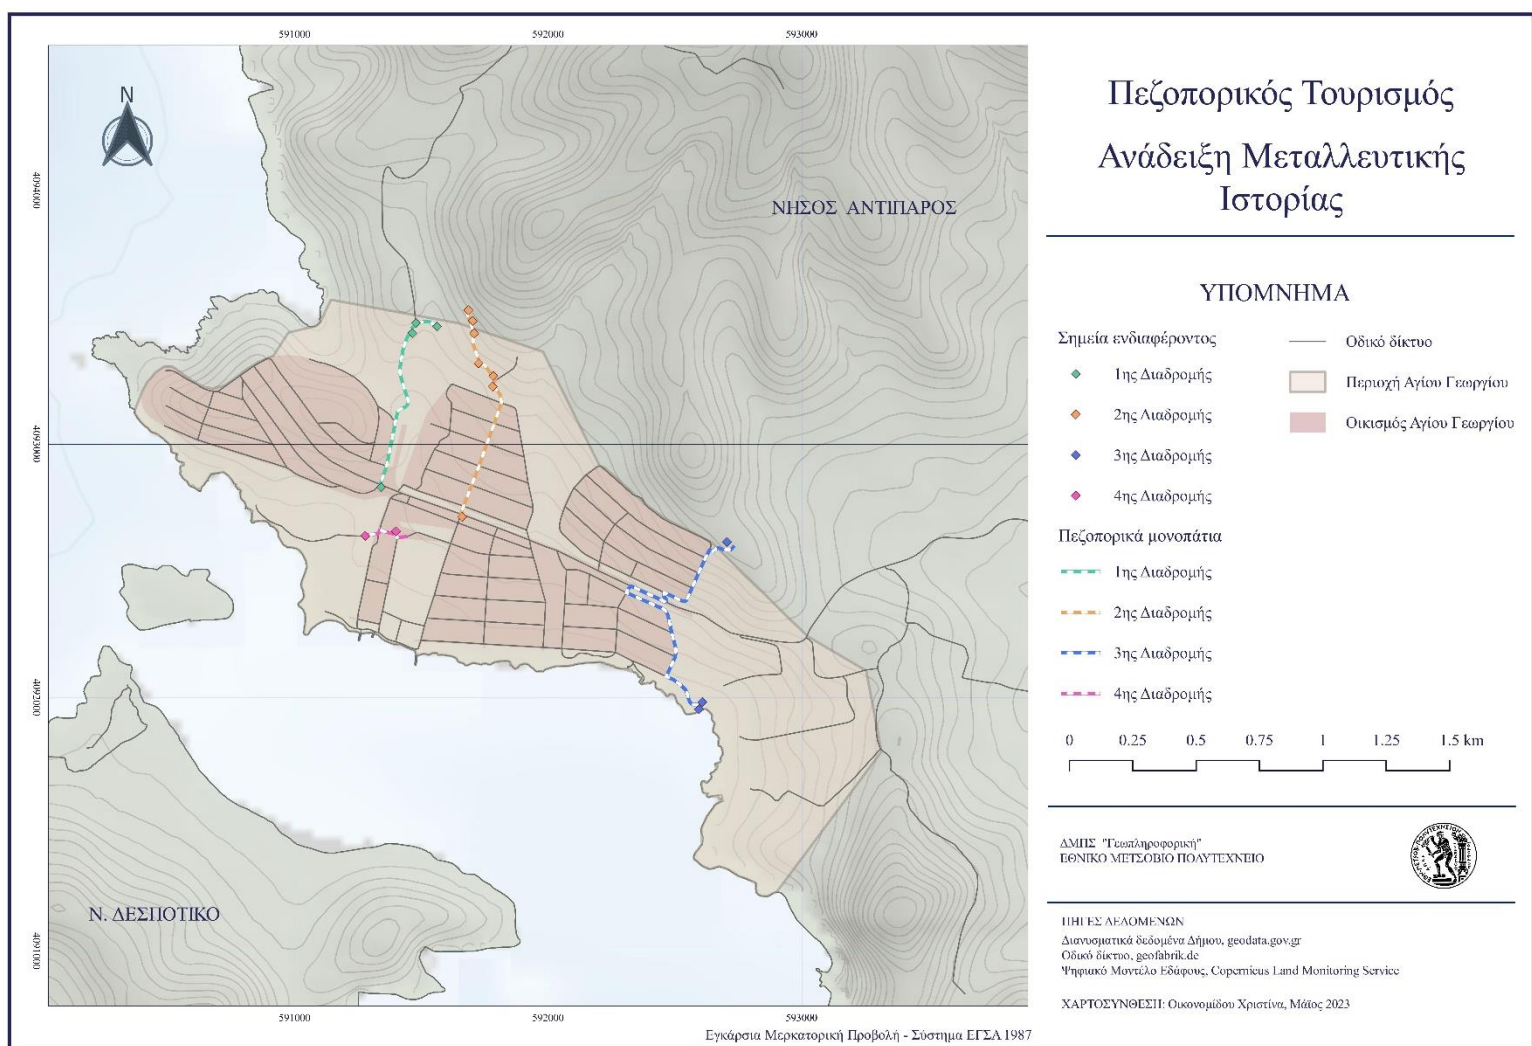 591000 592000 593000
N
4094000
4093000
4092000
4091000
ΝΗΣΟΣ ΑΝΤΙΠΑΡΟΣ
Ν. ΔΕΣΠΟΤΙΚΟ
591000 592000 593000
Εγκάρσια Μερκατορική Προβολή - Σύστημα ΕΓΣΑ 1987
Πεζοπορικός Τουρισμός
Ανάδειξη Μεταλλευτικής
Ιστορίας
ΥΠΟΜΝΗΜΑ
Σημεία ενδιαφέροντος
1ης Διαδρομής
2ης Διαδρομής
3ης Διαδρομής
4ης Διαδρομής
Πεζοπορικά μονοπάτια
1ης Διαδρομής
2ης Διαδρομής
3ης Διαδρομής
4ης Διαδρομής
Οδικό δίκτυο
Περιοχή Αγίου Γεωργίου
Οικισμός Αγίου Γεωργίου
0 0.25 0.5 0.75 1 1.25 1.5 km
ΔΜΠΣ "Γεωπληροφορική"
ΕΘΝΙΚΟ ΜΕΤΣΟΒΙΟ ΠΟΛΥΤΕΧΝΕΙΟ
ΠΗΓΕΣ ΔΕΔΟΜΕΝΩΝ
Διανυσματικά δεδομένα Δήμου, geodata.gov.gr
Οδικό δίκτυο, geofabrik.de
Ψηφιακό Μοντέλο Εδάφους, Copernicus Land Monitoring Service
ΧΑΡΤΟΣΥΝΘΕΣΗ: Οικονομίδου Χριστίνα, Μάϊος 2023